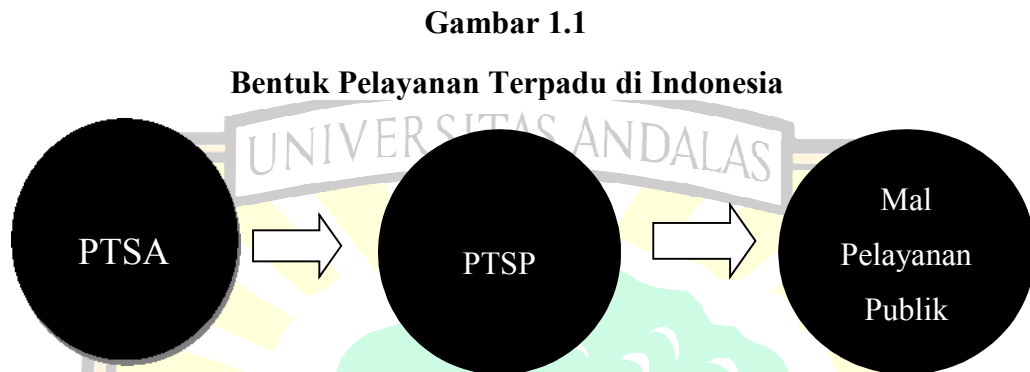 Gambar 1.1
Bentuk Pelayanan Terpadu di Indonesia
UNIVERSITAS ANDALAS
PTSA
PTSP
Mal
Pelayanan
Publik